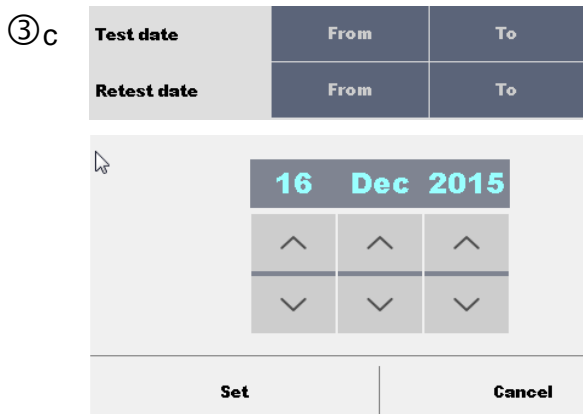 ③c
Test date From To
Retest date From To
16 Dec 2015
Set Cancel